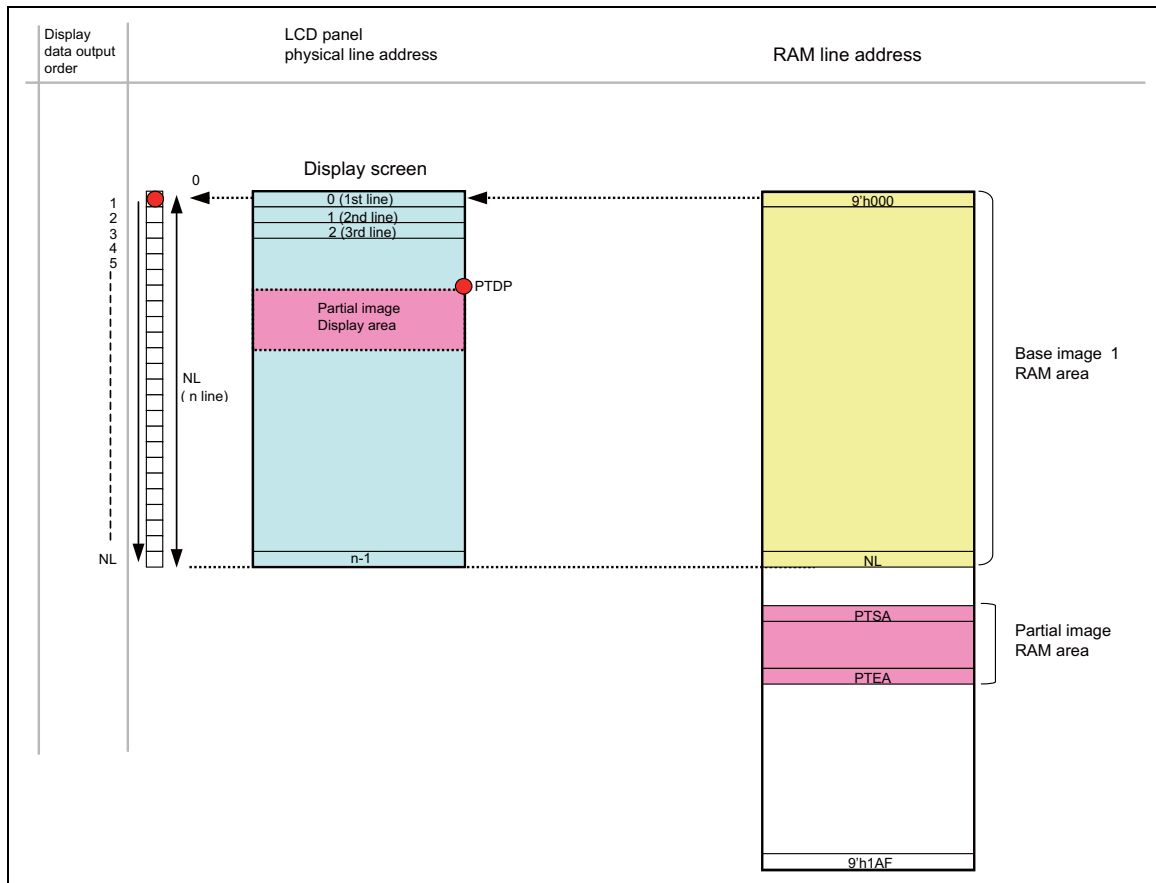 Display
data output
order
LCD panel
physical line address
RAM line address
Display screen
0
1
2
3
4
5
NL
NL
( n line)
0 (1st line)
1 (2nd line)
2 (3rd line)
PTDP
Partial image
Display area
n-1
9'h000
Base image 1
RAM area
NL
PTSA
PTEA
Partial image
RAM area
9'h1AF